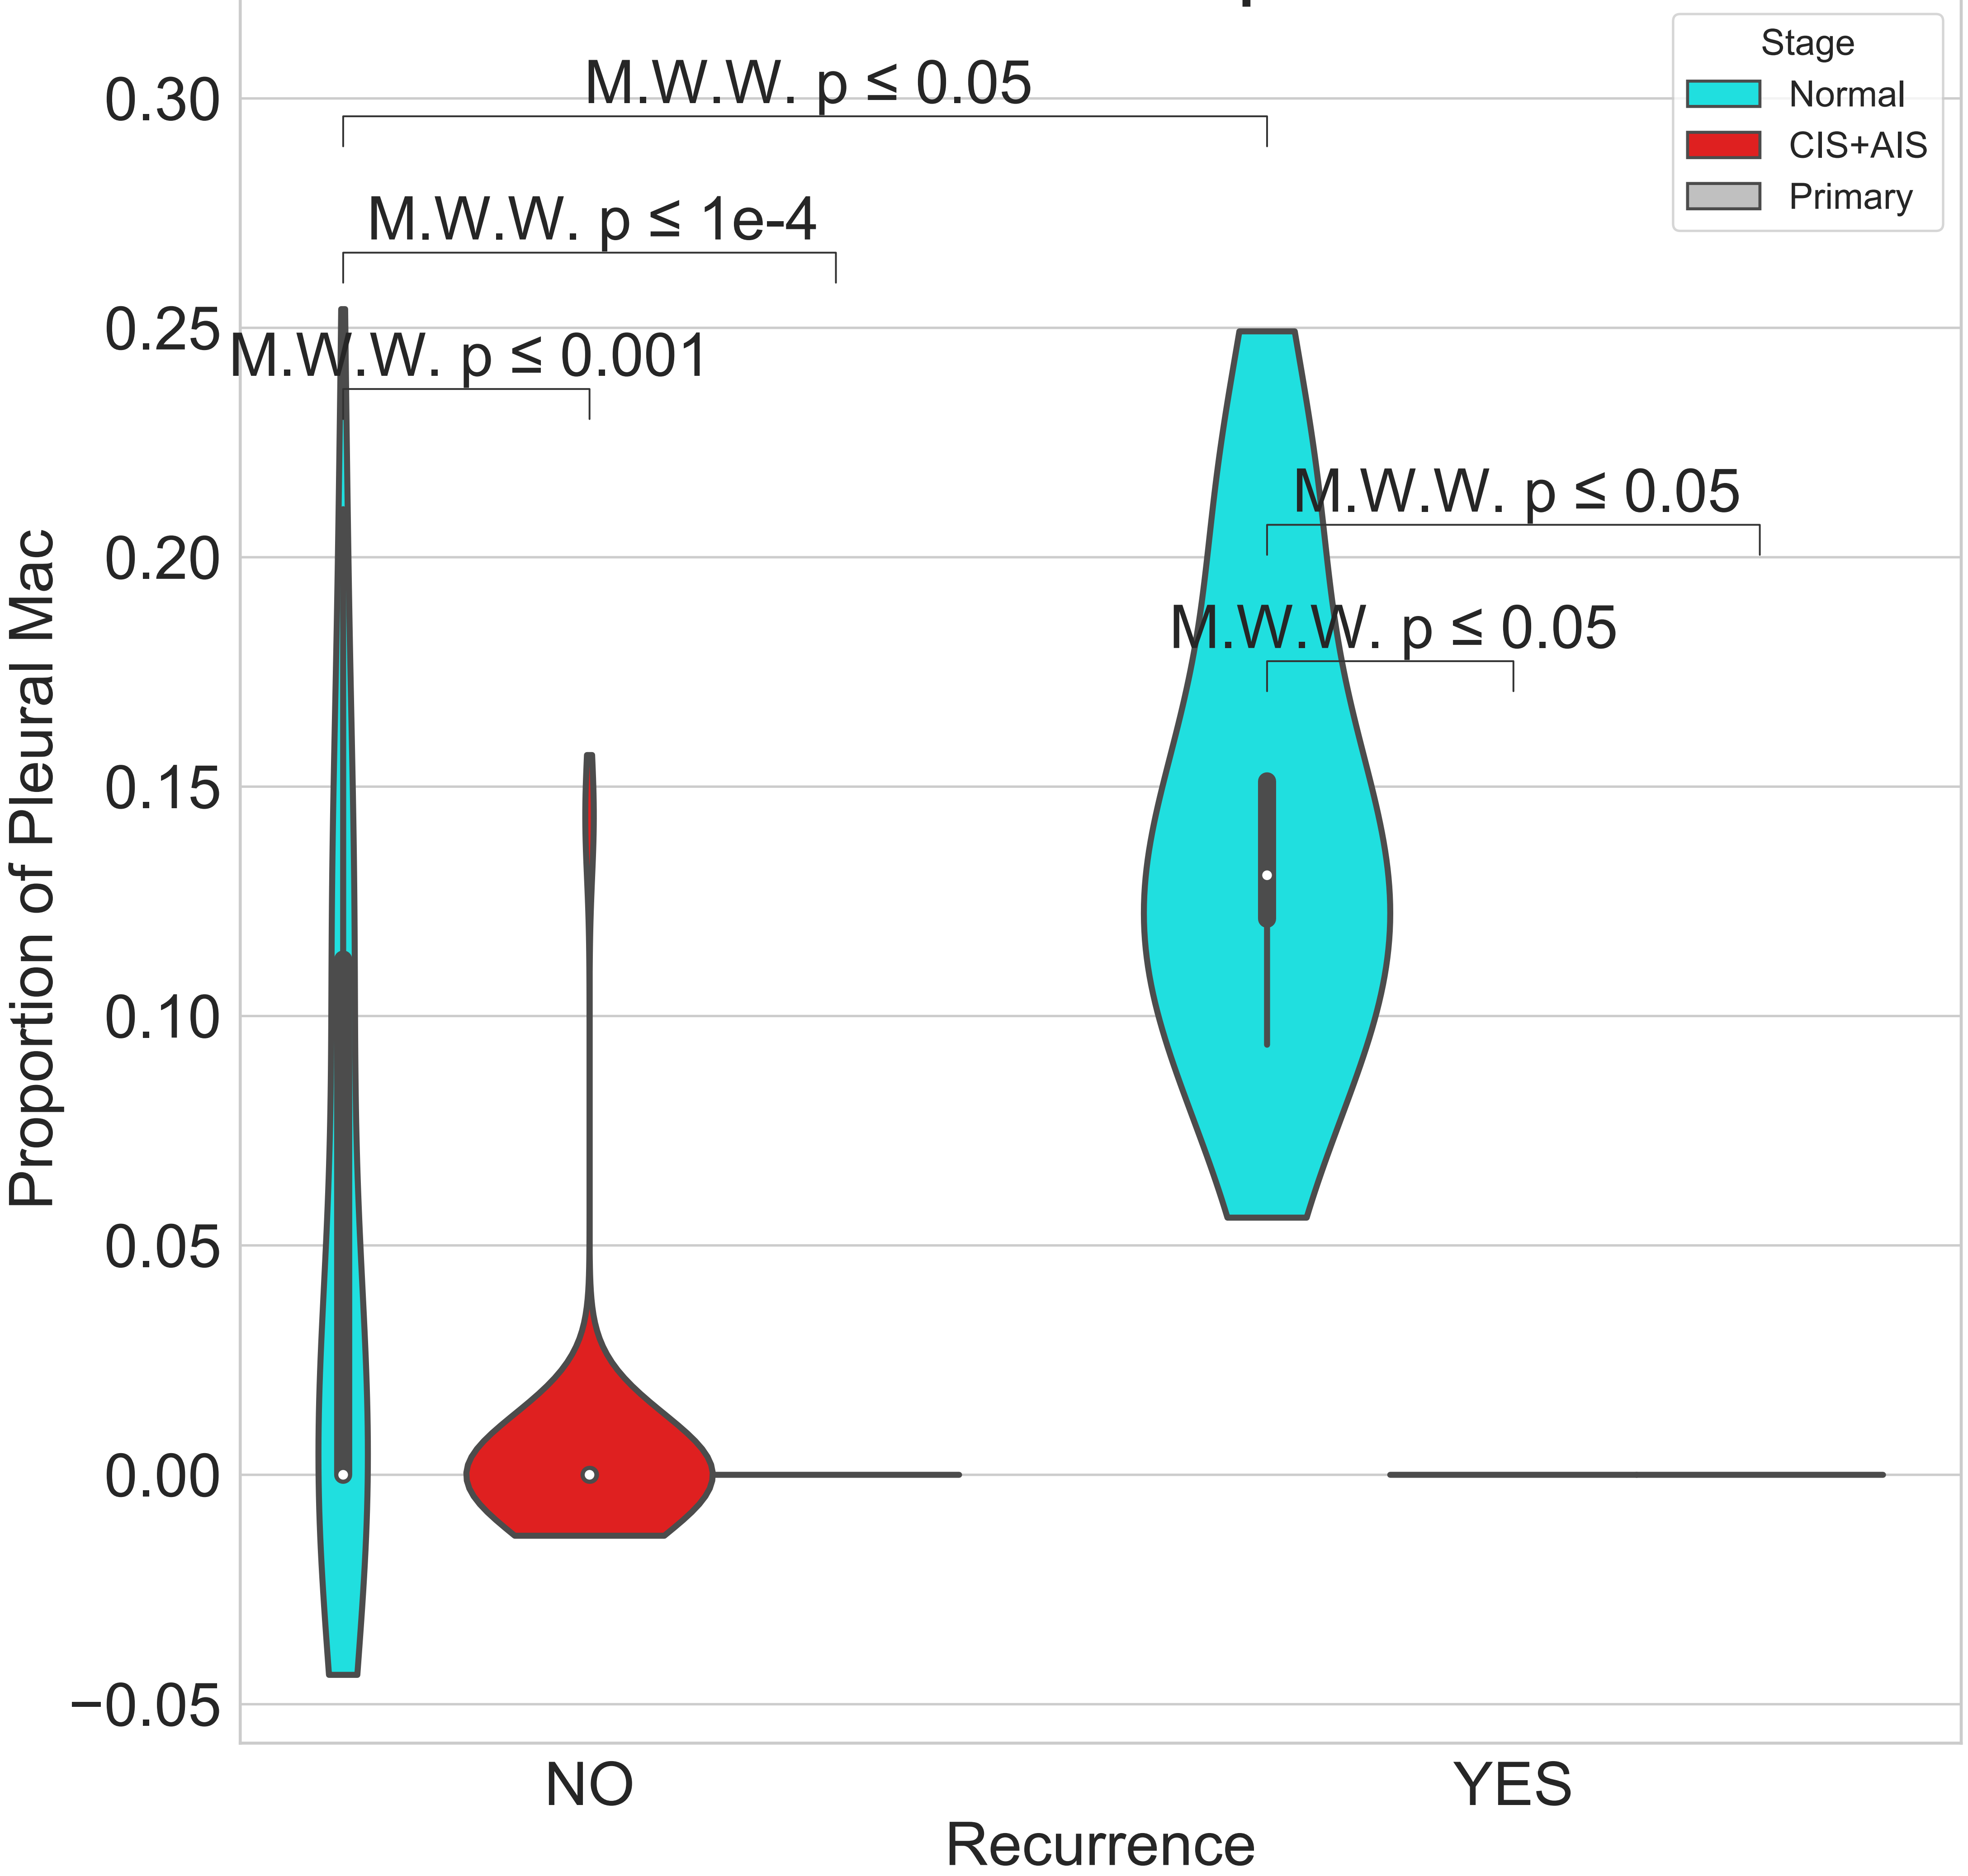 Stage
Normal
CIS+AIS
Primary
M.W.W. p ≤ 0.05
M.W.W. p ≤ 1e-4
M.W.W. p ≤ 0.001
M.W.W. p ≤ 0.05
M.W.W. p ≤ 0.05
Proportion of Pleural Mac
0.30
0.25
0.20
0.15
0.10
0.05
0.00
−0.05
NO
YES
Recurrence